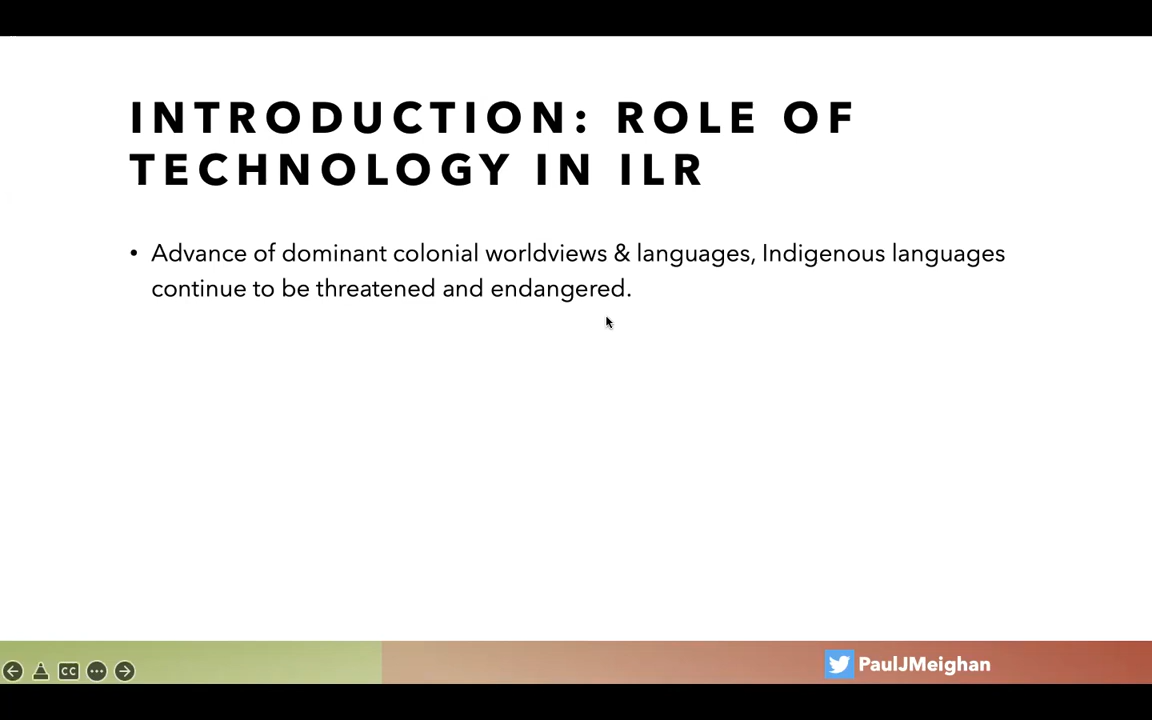 INTRODUCTION: ROLE OF
TECHNOLOGY IN ILR
• Advance of dominant colonial worldviews & languages, Indigenous languages
continue to be threatened and endangered.
CC
PaulJMeighan